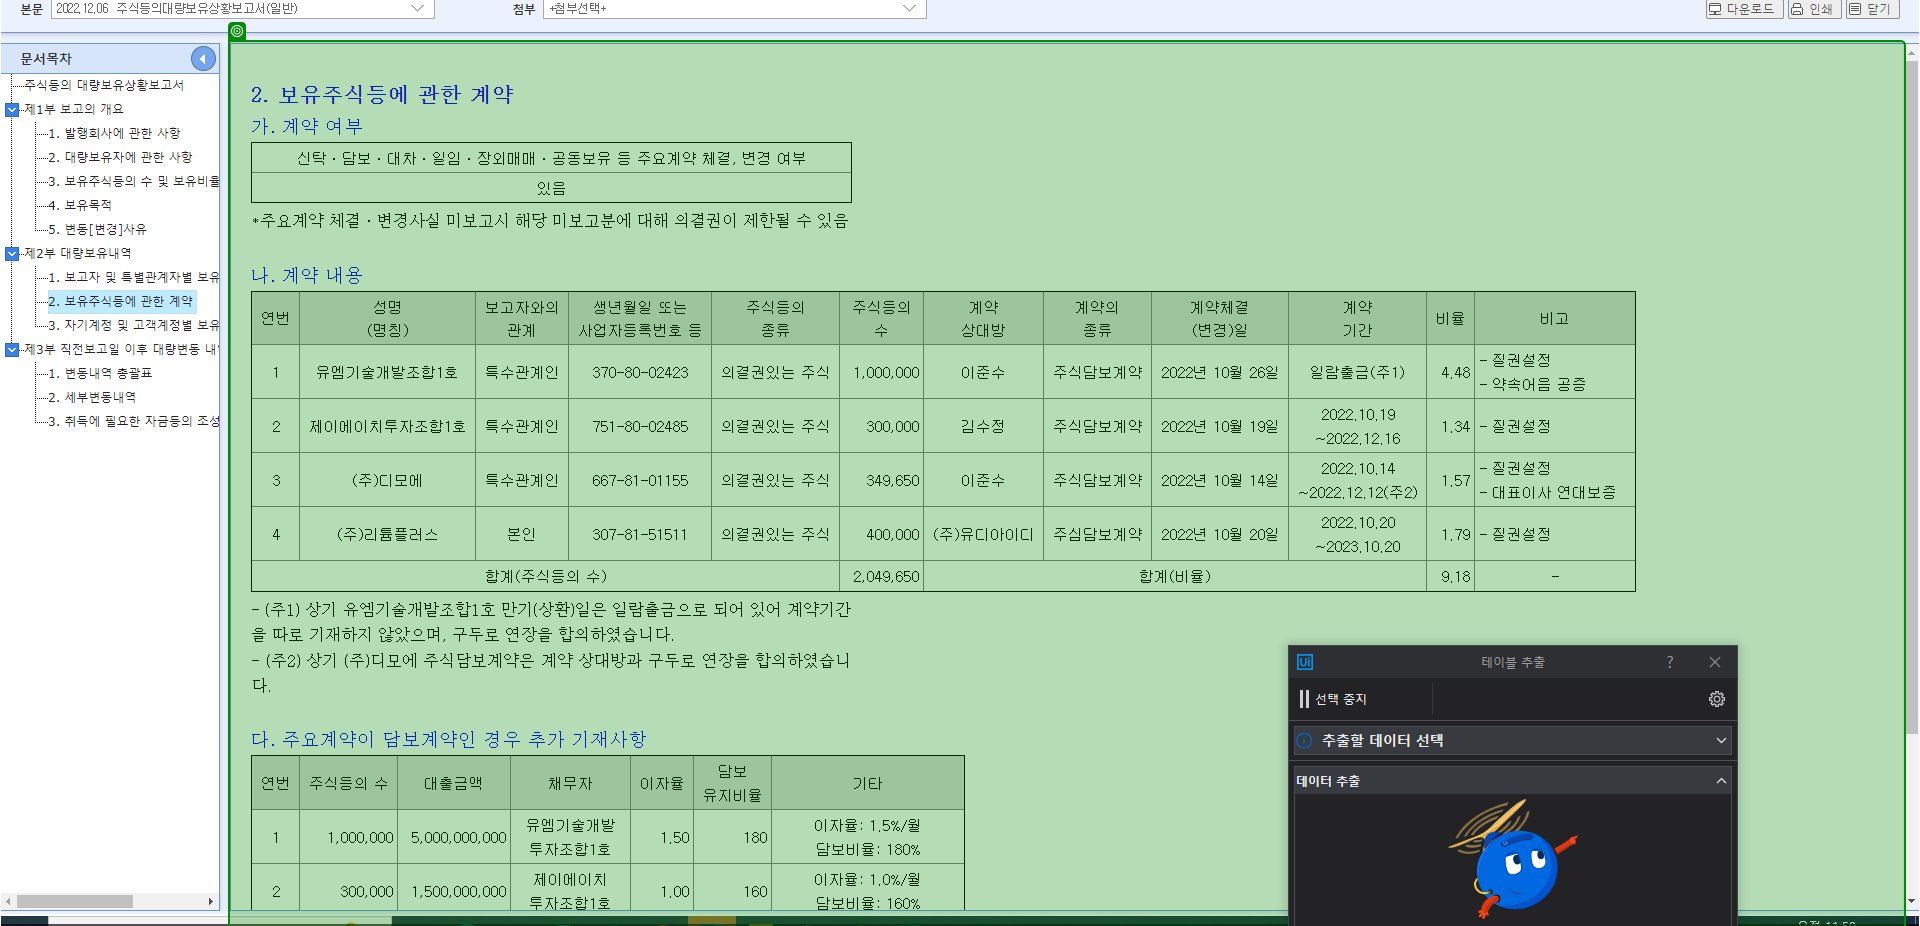 본문 2022.12.06 주식등의대량보유상황보고서(일반) 첨부 +첨부선택+ 다운로드 인쇄 닫기
문서목차
주식등의 대량보유상황보고서
제1부 보고의 개요
1. 발행회사에 관한 사항
2. 대량보유자에 관한 사항
3. 보유주식등의 수 및 보유비율
4. 보유목적
5. 변동[변경]사유
제2부 대량보유내역
1. 보고자 및 특별관계자별 보유
2. 보유주식등에 관한 계약
3. 자기계정 및 고객계정별 보유
제3부 직전보고일 이후 대량변동 내
1. 변동내역 총괄표
2. 세부변동내역
3. 취득에 필요한 자금등의 조성
2. 보유주식등에 관한 계약
가. 계약 여부
신탁ㆍ담보ㆍ대차ㆍ일임ㆍ장외매매ㆍ공동보유 등 주요계약 체결, 변경 여부
있음
*주요계약 체결ㆍ변경사실 미보고시 해당 미보고분에 대해 의결권이 제한될 수 있음
나. 계약 내용
연번 성명 (명칭) 보고자와의 관계 생년월일 또는 사업자등록번호 등 주식등의 종류 주식등의 수 계약 상대방 계약의 종류 계약체결 (변경)일 계약 기간 비율 비고
1 유엠기술개발조합1호 특수관계인 370-80-02423 의결권있는 주식 1,000,000 이준수 주식담보계약 2022년 10월 26일 일람출금(주1) 4.48 - 질권설정 - 약속어음 공증
2 제이에이치투자조합1호 특수관계인 751-80-02485 의결권있는 주식 300,000 김수정 주식담보계약 2022년 10월 19일 2022.10.19 ~2022.12.16 1.34 - 질권설정
3 (주)디모에 특수관계인 667-81-01155 의결권있는 주식 349,650 이준수 주식담보계약 2022년 10월 14일 2022.10.14 ~2022.12.12(주2) 1.57 - 질권설정 - 대표이사 연대보증
4 (주)리튬플러스 본인 307-81-51511 의결권있는 주식 400,000 (주)유디아이디 주심담보계약 2022년 10월 20일 2022.10.20 ~2023.10.20 1.79 - 질권설정
합계(주식등의 수) 2,049,650 합계(비율) 9.18 -
- (주1) 상기 유엠기술개발조합1호 만기(상환)일은 일람출금으로 되어 있어 계약기간
을 따로 기재하지 않았으며, 구두로 연장을 합의하였습니다.
- (주2) 상기 (주)디모에 주식담보계약은 계약 상대방과 구두로 연장을 합의하였습니
다.
다. 주요계약이 담보계약인 경우 추가 기재사항
연번 주식등의 수 대출금액 채무자 이자율 담보 유지비율 기타
1 1,000,000 5,000,000,000 유엠기술개발 투자조합1호 1.50 180 이자율: 1.5%/월 담보비율: 180%
2 300,000 1,500,000,000 제이에이치 투자조합1호 1.00 160 이자율: 1.0%/월 담보비율: 160%
Ui 테이블 추출 ?
선택 중지
추출할 데이터 선택
데이터 추출